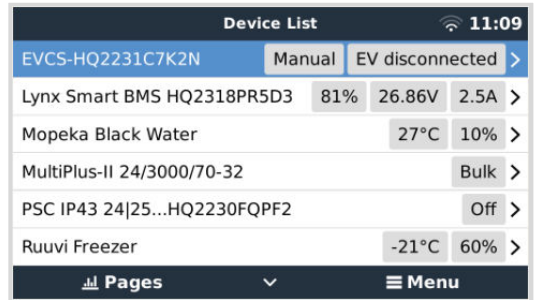 Device List 11:09
EVCS-HQ2231C7K2N Manual EV disconnected
Lynx Smart BMS HQ2318PR5D3 81% 26.86V 2.5A
Mopeka Black Water 27°C 10%
MultiPlus-II 24/3000/70-32 Bulk
PSC IP43 24|25...HQ2230FQPF2 Off
Ruuvi Freezer -21°C 60%
Pages Menu